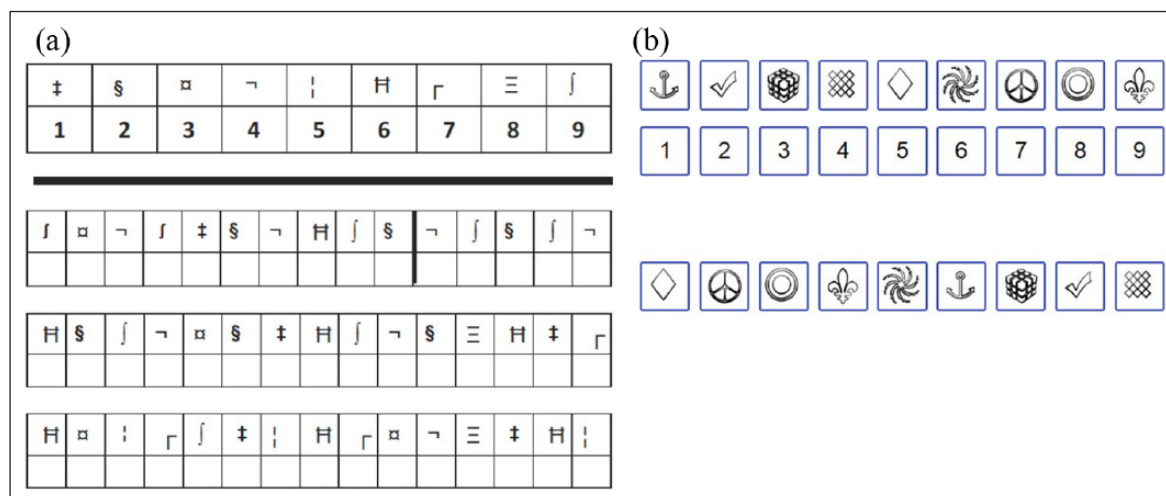 (a)
‡ § ¤ ¬ ¦ Ħ ┌ Ξ ∫
1 2 3 4 5 6 7 8 9
ſ ¤ ¬ ſ ‡ § ¬ Ħ ∫ § ¬ ∫ § ∫ ¬
Ħ § ∫ ¬ ¤ § ‡ Ħ ∫ ¬ § Ξ Ħ ‡ ┌
Ħ ¤ ¦ ┌ ∫ ‡ ¦ Ħ ┌ ¤ ¬ Ξ ‡ Ħ ¦
(b)
1 2 3 4 5 6 7 8 9